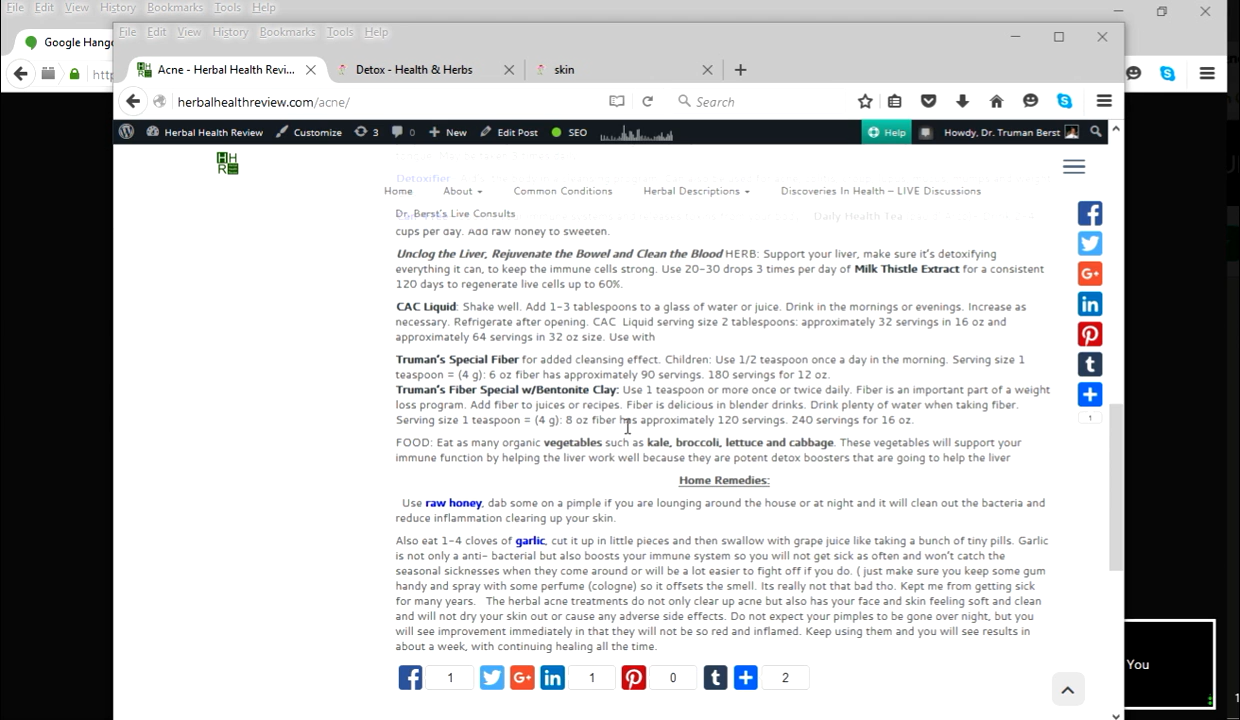 File Edit View History Bookmarks Tools Help
Google Hango
http
File Edit View History Bookmarks Tools Help
Acne - Herbal Health Revi... Detox - Health & Herbs skin
herbalhealthreview.com/acne/ Search
Herbal Health Review Customize 3 0 New Edit Post SEO Help Howdy, Dr. Truman Berst
HH
R
Detoxifier
Home About Common Conditions Herbal Descriptions Discoveries In Health – LIVE Discussions
Dr. Berst's Live Consults Daily Health Tea
cups per day. Add raw honey to sweeten.
Unclog the Liver, Rejuvenate the Bowel and Clean the Blood HERB: Support your liver, make sure it's detoxifying
everything it can, to keep the immune cells strong. Use 20-30 drops 3 times per day of Milk Thistle Extract for a consistent
120 days to regenerate live cells up to 60%.
CAC Liquid: Shake well. Add 1-3 tablespoons to a glass of water or juice. Drink in the mornings or evenings. Increase as
necessary. Refrigerate after opening. CAC Liquid serving size 2 tablespoons: approximately 32 servings in 16 oz and
approximately 64 servings in 32 oz size. Use with
Truman's Special Fiber for added cleansing effect. Children: Use 1/2 teaspoon once a day in the morning. Serving size 1
teaspoon = (4 g): 6 oz fiber has approximately 90 servings. 180 servings for 12 oz.
Truman's Fiber Special w/Bentonite Clay: Use 1 teaspoon or more once or twice daily. Fiber is an important part of a weight
loss program. Add fiber to juices or recipes. Fiber is delicious in blender drinks. Drink plenty of water when taking fiber.
Serving size 1 teaspoon = (4 g): 8 oz fiber has approximately 120 servings. 240 servings for 16 oz.
FOOD: Eat as many organic vegetables such as kale, broccoli, lettuce and cabbage. These vegetables will support your
immune function by helping the liver work well because they are potent detox boosters that are going to help the liver
Home Remedies:
Use raw honey, dab some on a pimple if you are lounging around the house or at night and it will clean out the bacteria and
reduce inflammation clearing up your skin.
Also eat 1-4 cloves of garlic, cut it up in little pieces and then swallow with grape juice like taking a bunch of tiny pills. Garlic
is not only a anti- bacterial but also boosts your immune system so you will not get sick as often and won't catch the
seasonal sicknesses when they come around or will be a lot easier to fight off if you do. ( just make sure you keep some gum
handy and spray with some perfume (cologne) so it offsets the smell. Its really not that bad tho. Kept me from getting sick
for many years. The herbal acne treatments do not only clear up acne but also has your face and skin feeling soft and clean
and will not dry your skin out or cause any adverse side effects. Do not expect your pimples to be gone over night, but you
will see improvement immediately in that they will not be so red and inflamed. Keep using them and you will see results in
about a week, with continuing healing all the time.
1 1 0 2
1
You